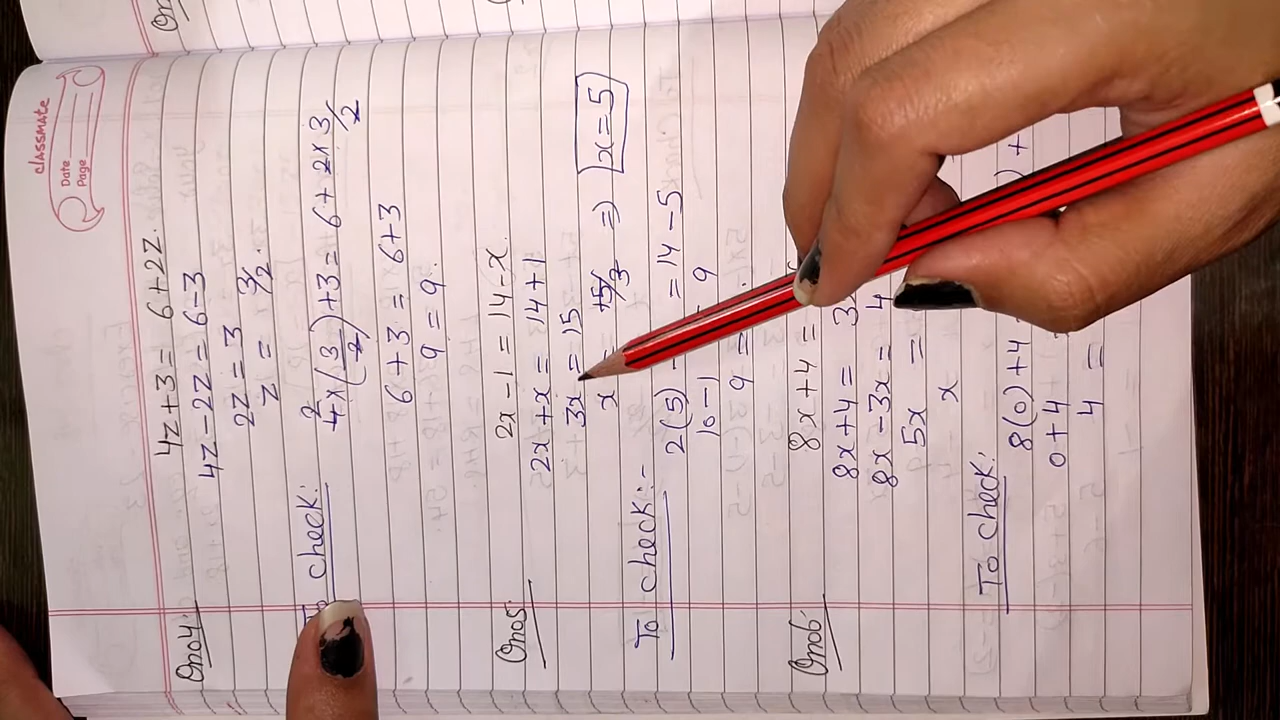 classmate
Date
Page
Qno4. 4z + 3 = 6 + 2z.
4z - 2z = 6 - 3
2z = 3
z = 3/2.
To check:
4 x (3/2) + 3 = 6 + 2 x 3/2
6 + 3 = 6 + 3
9 = 9.
Qno5. 2x - 1 = 14 - x
2x + x = 14 + 1
3x = 15
x = 15/3 => x = 5
To check:-
2(5) - = 14 - 5
10 - 1 9
9 =
Qno6. 8x + 4 =
8x + 4 = 3
8x - 3x = 4
5x =
x
To check:
8(0) + 4
0 + 4
4 =